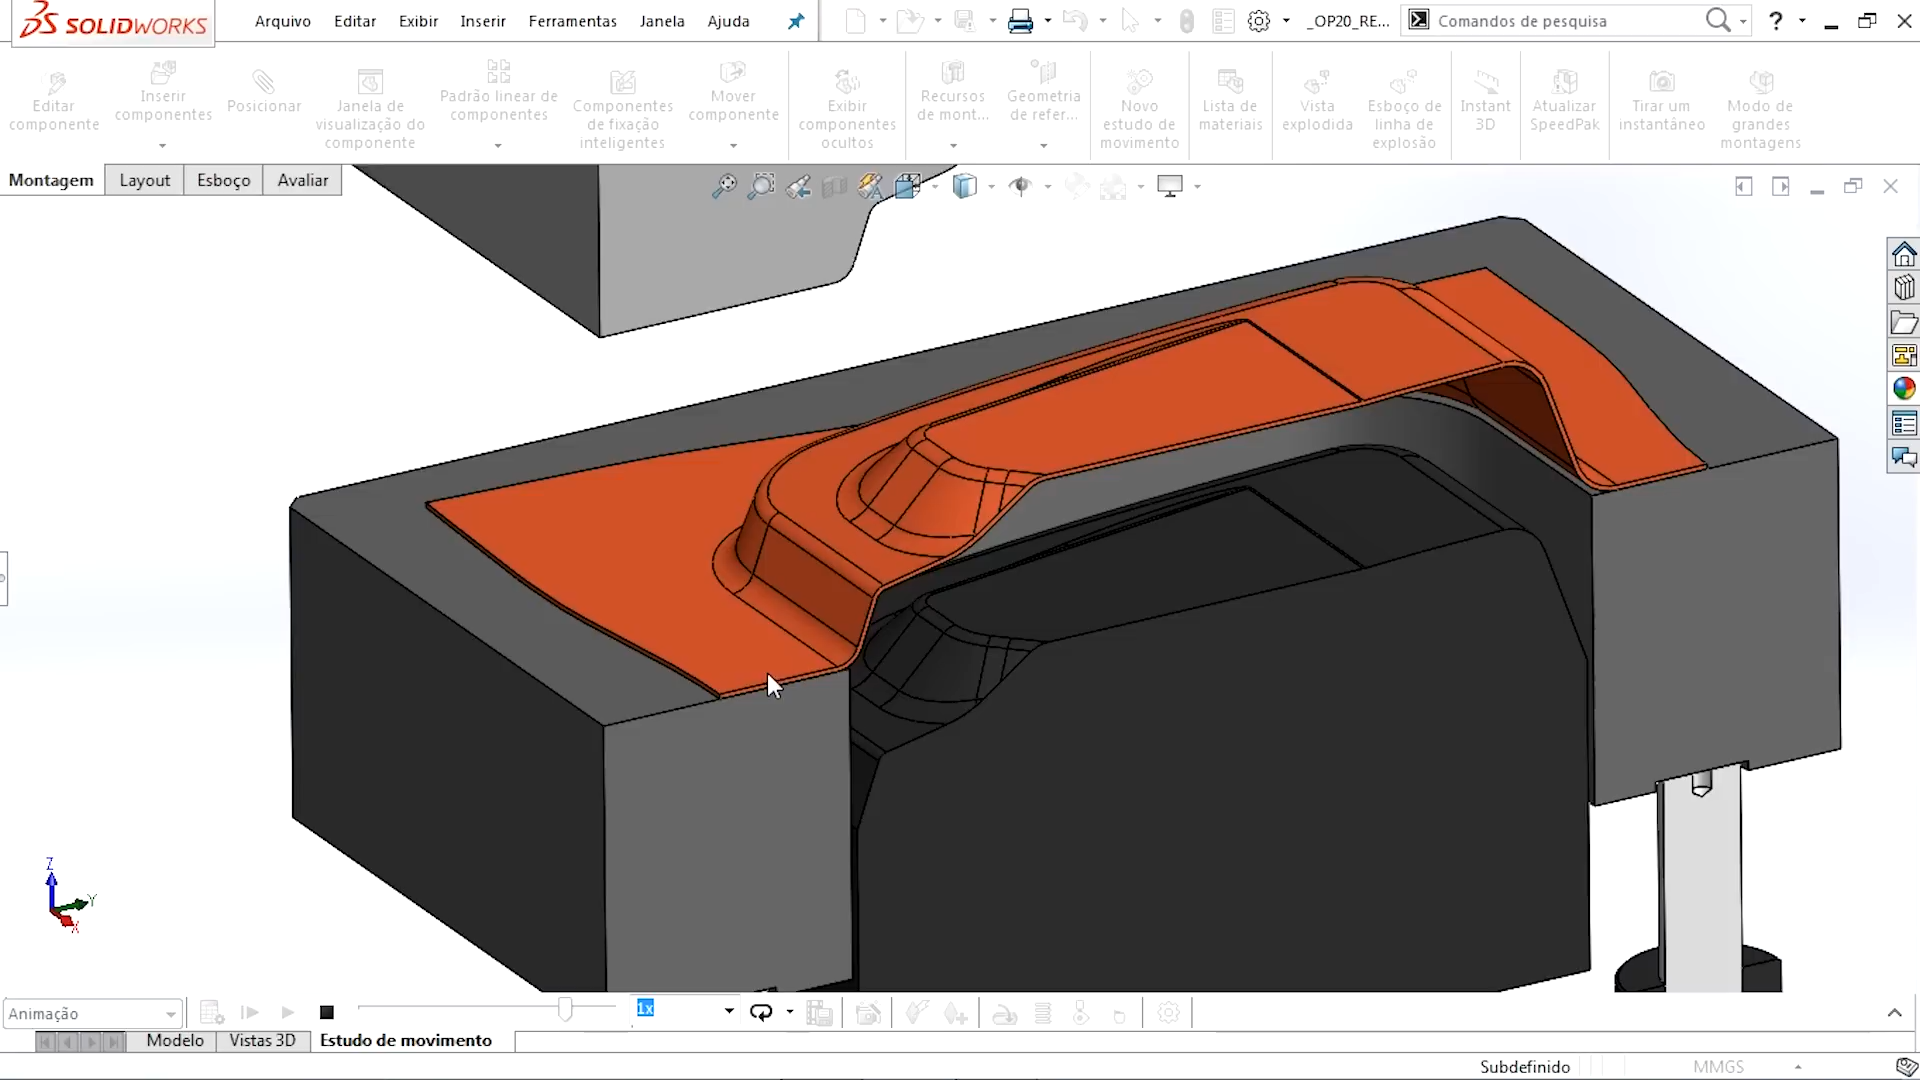 SOLIDWORKS
Arquivo
Editar
Exibir
Inserir
Ferramentas
Janela
Ajuda
_OP20_RE...
Comandos de pesquisa
?
Editar
componente
Inserir
componentes
Posicionar
Janela de
visualização do
componente
Padrão linear de
componentes
Componentes
de fixação
inteligentes
Mover
componente
Exibir
componentes
ocultos
Recursos
de mont...
Geometria
de refer...
Novo
estudo de
movimento
Lista de
materiais
Vista
explodida
Esboço de
linha de
explosão
Instant
3D
Atualizar
SpeedPak
Tirar um
instantâneo
Modo de
grandes
montagens
Montagem
Layout
Esboço
Avaliar
Z
Y
X
Animação
1x
Modelo
Vistas 3D
Estudo de movimento
Subdefinido
MMGS